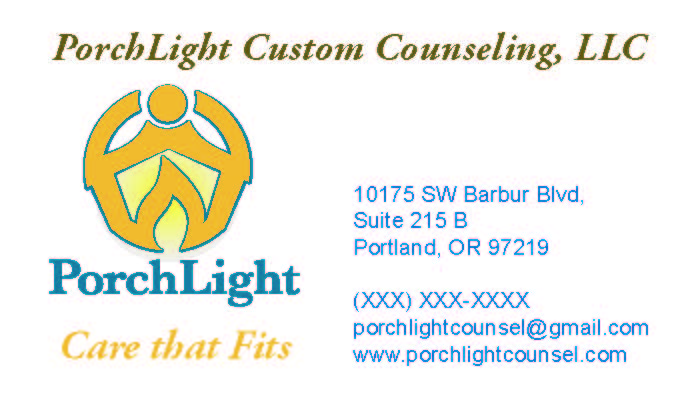 PorchLight Custom Counseling, LLC
PorchLight
Care that Fits
10175 SW Barbur Blvd,
Suite 215 B
Portland, OR 97219
(XXX) XXX-XXXX
porchlightcounsel@gmail.com
www.porchlightcounsel.com